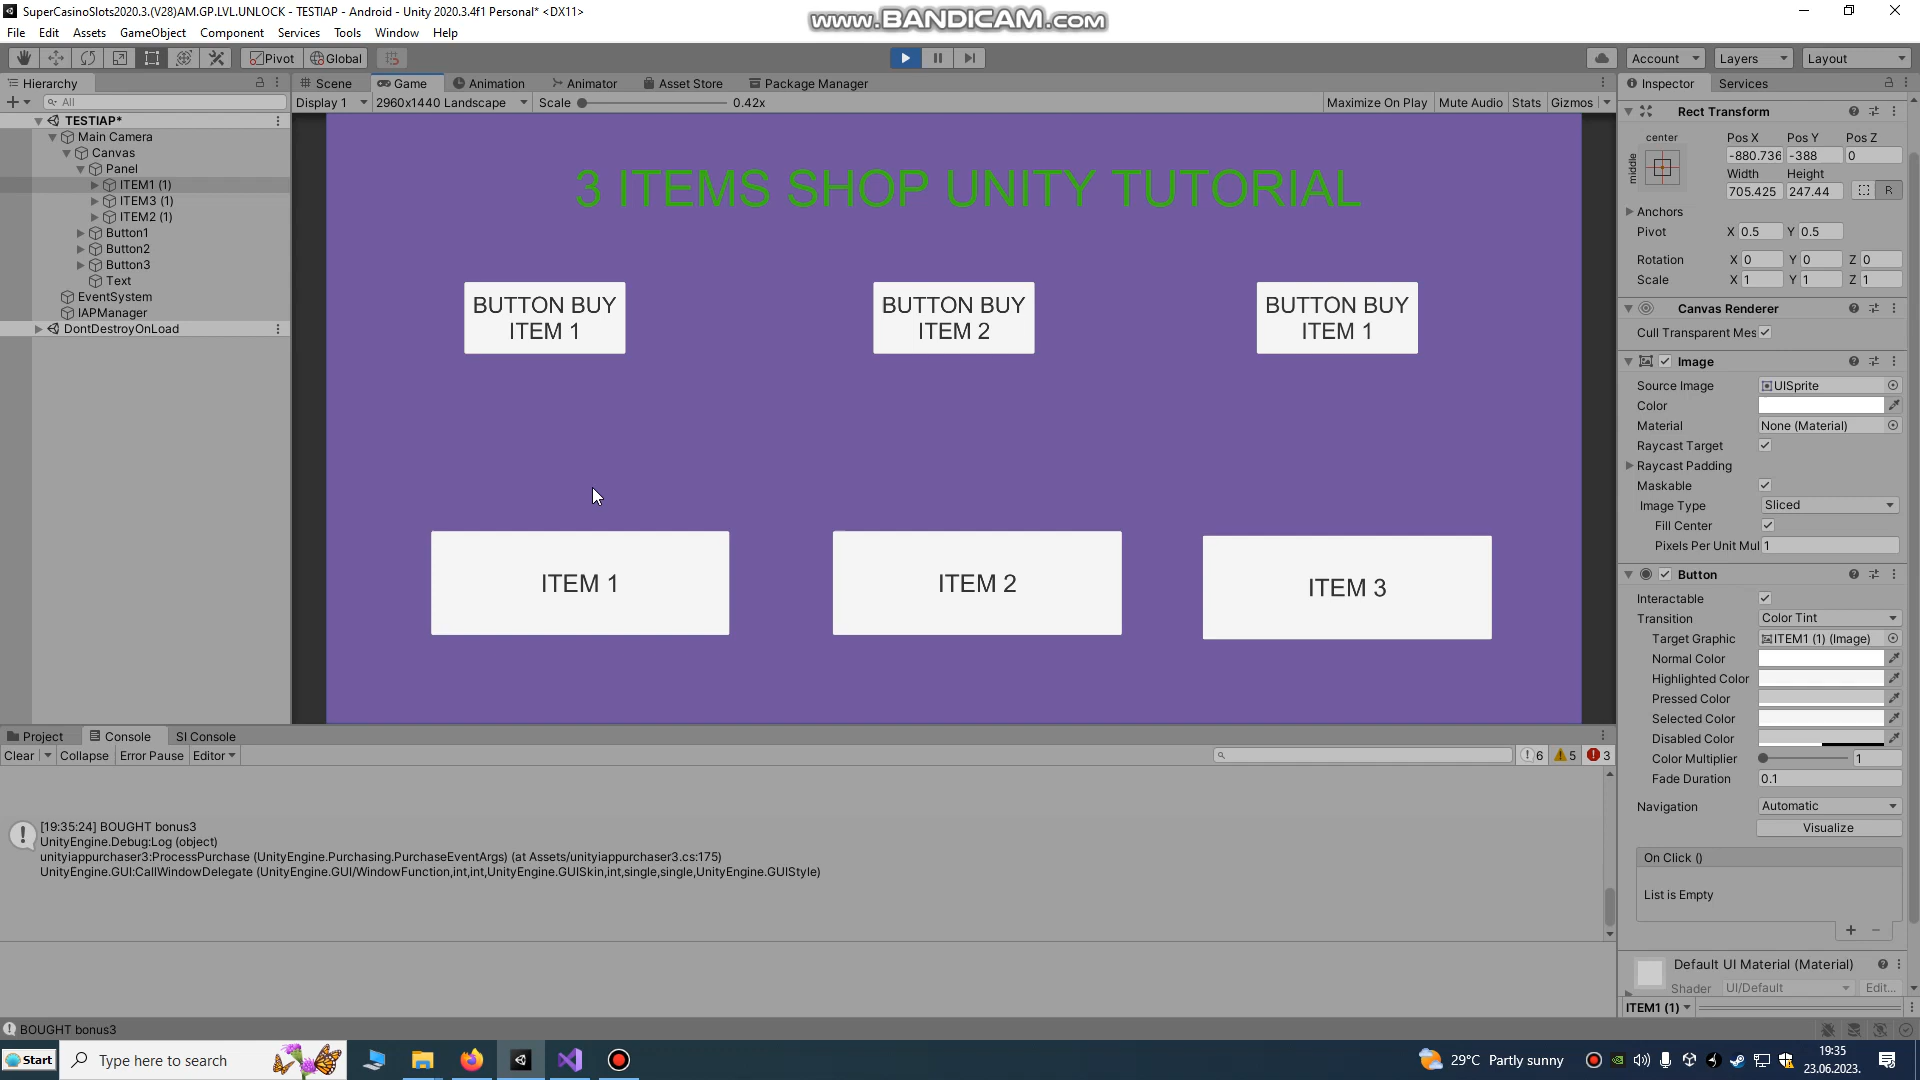 SuperCasinoSlots2020.3.(V28)AM.GP.LVL.UNLOCK - TESTIAP - Android - Unity 2020.3.4f1 Personal* <DX11>
www.BANDICAM.com
File Edit Assets GameObject Component Services Tools Window Help
Pivot Global Account Layers Layout
Hierarchy Scene Game Animation Animator Asset Store Package Manager Inspector Services
All Display 1 2960x1440 Landscape Scale 0.42x Maximize On Play Mute Audio Stats Gizmos
TESTIAP*
Main Camera
Canvas
Panel
ITEM1 (1)
ITEM3 (1)
ITEM2 (1)
Button1
Button2
Button3
Text
EventSystem
IAPManager
DontDestroyOnLoad
3 ITEMS SHOP UNITY TUTORIAL
BUTTON BUY
ITEM 1
BUTTON BUY
ITEM 2
BUTTON BUY
ITEM 1
ITEM 1
ITEM 2
ITEM 3
Rect Transform
center
middle
Pos X Pos Y Pos Z
-880.736 -388 0
Width Height
705.425 247.44 R
Anchors
Pivot X 0.5 Y 0.5
Rotation X 0 Y 0 Z 0
Scale X 1 Y 1 Z 1
Canvas Renderer
Cull Transparent Mes
Image
Source Image UISprite
Color
Material None (Material)
Raycast Target
Raycast Padding
Maskable
Image Type Sliced
Fill Center
Pixels Per Unit Mul 1
Button
Interactable
Transition Color Tint
Target Graphic ITEM1 (1) (Image)
Normal Color
Highlighted Color
Pressed Color
Selected Color
Disabled Color
Color Multiplier 1
Fade Duration 0.1
Navigation Automatic
Visualize
On Click ()
List is Empty
Default UI Material (Material)
Shader UI/Default Edit...
ITEM1 (1)
Project Console SI Console
Clear Collapse Error Pause Editor 6 5 3
[19:35:24] BOUGHT bonus3
UnityEngine.Debug:Log (object)
unityiappurchaser3:ProcessPurchase (UnityEngine.Purchasing.PurchaseEventArgs) (at Assets/unityiappurchaser3.cs:175)
UnityEngine.GUI:CallWindowDelegate (UnityEngine.GUI/WindowFunction,int,int,UnityEngine.GUISkin,int,single,single,UnityEngine.GUIStyle)
BOUGHT bonus3
Start Type here to search 29°C Partly sunny 19:35
23.06.2023.